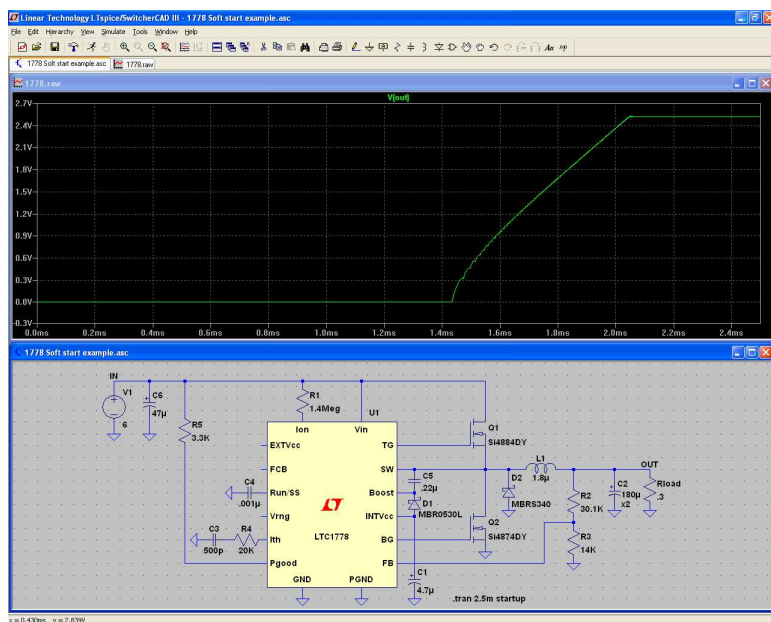 Linear Technology LTspice/SwitcherCAD III - 1778 Soft start example.asc
File Edit Hierarchy View Simulate Tools Window Help
1778 Soft start example.asc 1778.raw
1778.raw
V(out)
2.7V
2.4V
2.1V
1.8V
1.5V
1.2V
0.9V
0.6V
0.3V
0.0V
-0.3V
0.0ms 0.2ms 0.4ms 0.6ms 0.8ms 1.0ms 1.2ms 1.4ms 1.6ms 1.8ms 2.0ms 2.2ms 2.4ms
1778 Soft start example.asc
IN
V1
6
C6
47µ
R5
3.3K
R1
1.4Meg
U1
Ion Vin
EXTVcc
FCB
Run/SS
Vrng
Ith
Pgood
TG
SW
Boost
INTVcc
BG
FB
LTC1778
GND PGND
C4
.001µ
C3
500p
R4
20K
Q1
Si4884DY
C5
.22µ
D1
MBR0530L
D2
MBRS340
L1
1.8µ
Q2
Si4874DY
C1
4.7µ
R2
30.1K
R3
14K
C2
180µ
x2
OUT
Rload
.3
.tran 2.5m startup
x = 0.430ms y = 2.839V